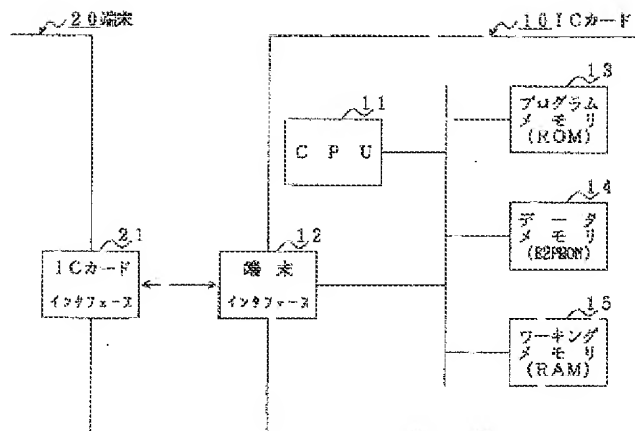 20端末
10ICカード
11
CPU
13
プログラム
メモリ
(ROM)
14
データ
メモリ
(E2PROM)
21
ICカード
インタフェース
12
端末
インタフェース
15
ワーキング
メモリ
(RAM)